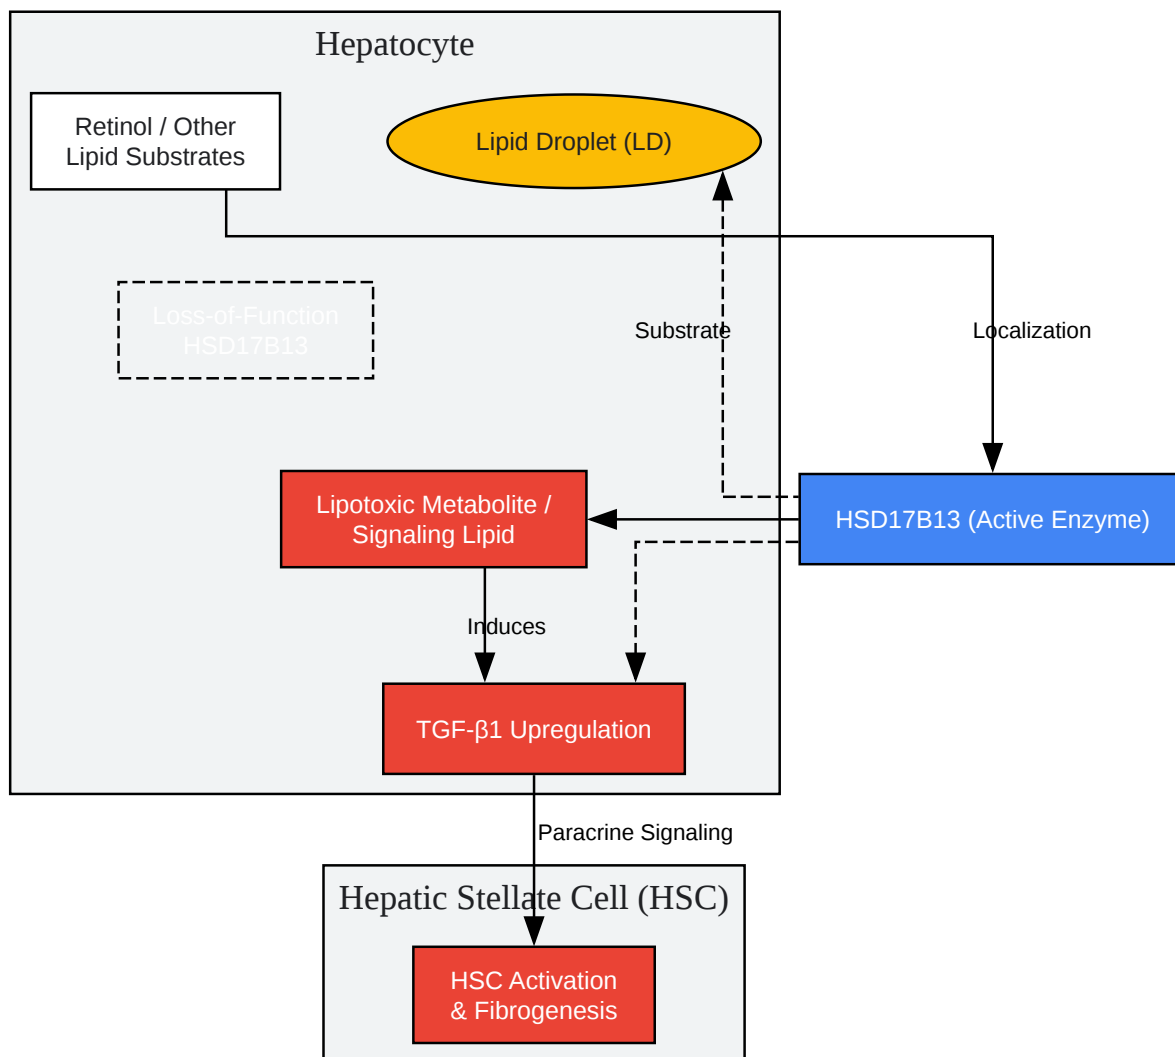 Hepatocyte
Retinol / Other
Lipid Substrates
Lipid Droplet (LD)
Loss-of-Function
HSD17B13
Substrate
Localization
Lipotoxic Metabolite /
Signaling Lipid
HSD17B13 (Active Enzyme)
Induces
TGF-β1 Upregulation
Paracrine Signaling
Hepatic Stellate Cell (HSC)
HSC Activation
& Fibrogenesis